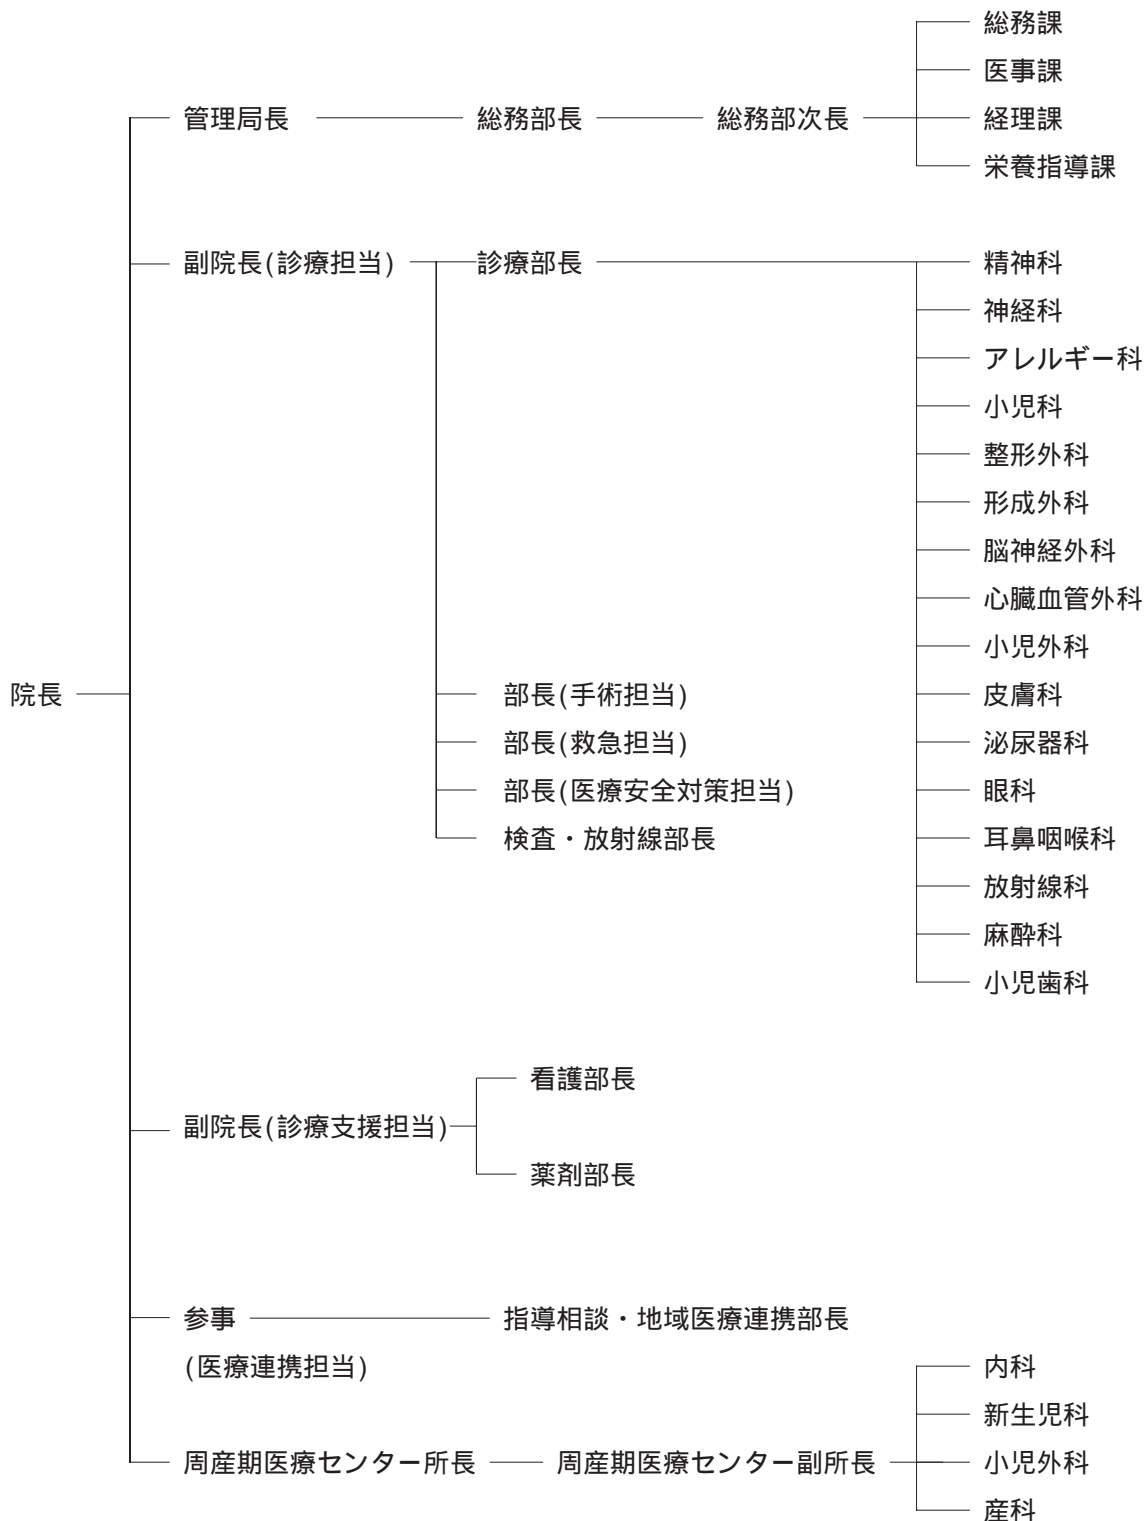 総務課
医事課
管理局長 総務部長 総務部次長 経理課
栄養指導課
副院長(診療担当) 診療部長 精神科
神経科
アレルギー科
小児科
整形外科
形成外科
脳神経外科
心臓血管外科
小児外科
院長 部長(手術担当) 皮膚科
部長(救急担当) 泌尿器科
部長(医療安全対策担当) 眼科
検査・放射線部長 耳鼻咽喉科
放射線科
麻酔科
小児歯科
看護部長
副院長(診療支援担当)
薬剤部長
参事 指導相談・地域医療連携部長
(医療連携担当) 内科
新生児科
周産期医療センター所長 周産期医療センター副所長 小児外科
産科